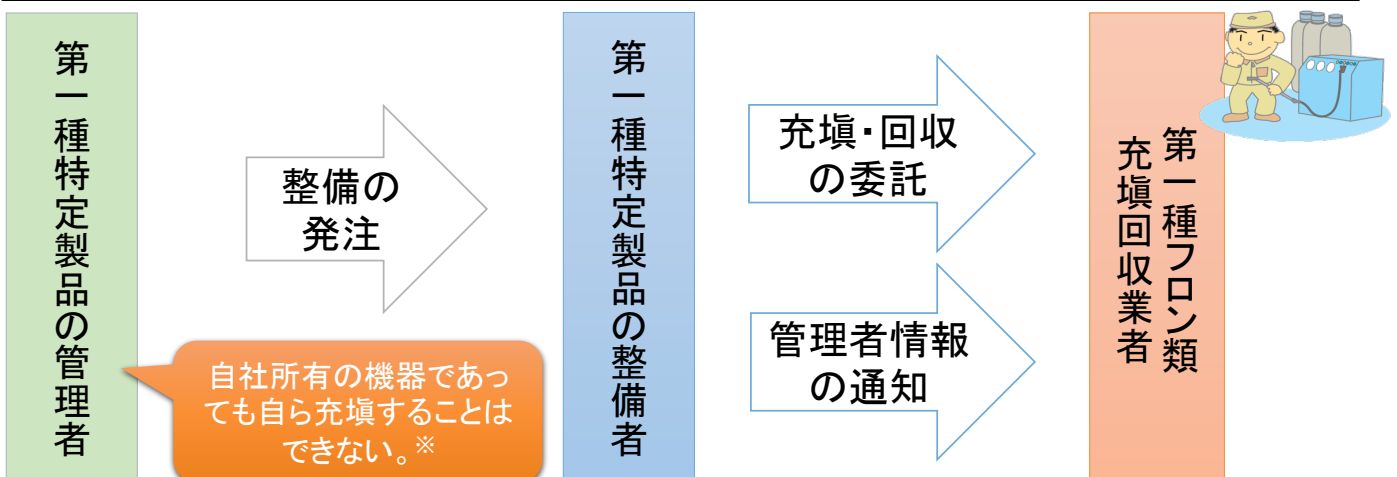 第一種特定製品の管理者
整備の
発注
自社所有の機器であっ
ても自ら充塡することは
できない。※
第一種特定製品の整備者
充塡・回収
の委託
管理者情報
の通知
第一種フロン類
充塡回収業者